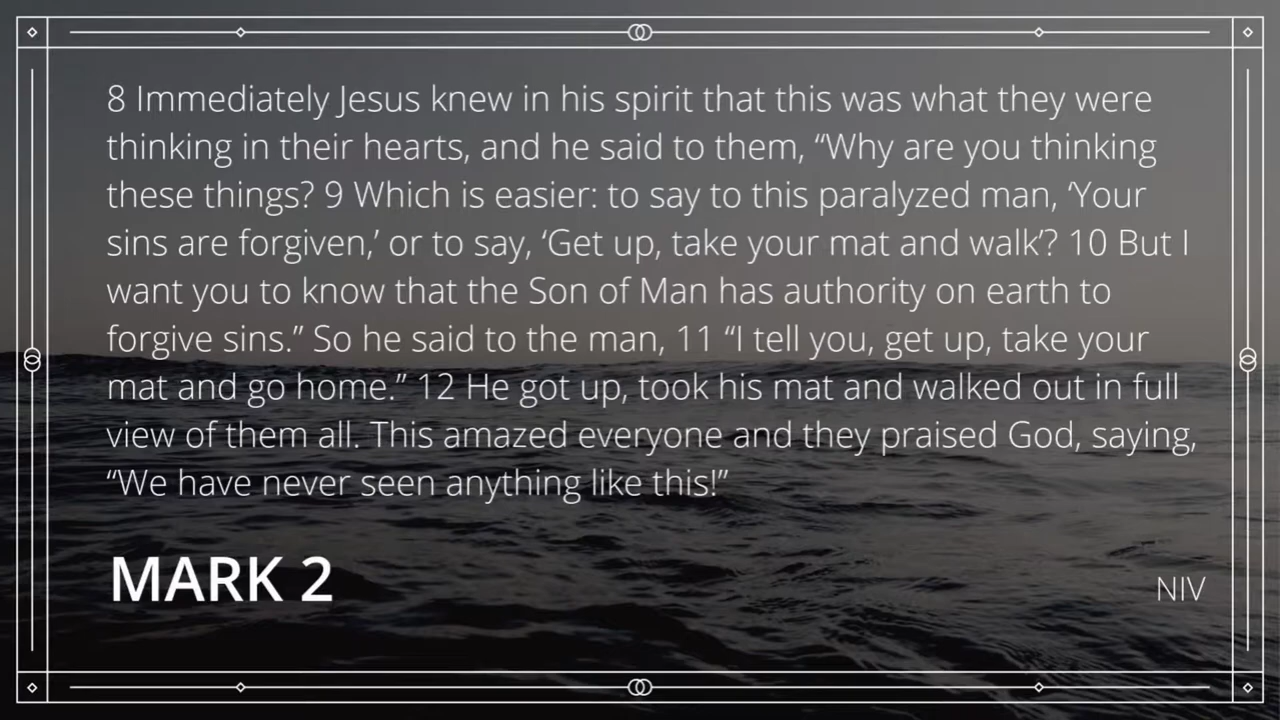 8 Immediately Jesus knew in his spirit that this was what they were
thinking in their hearts, and he said to them, “Why are you thinking
these things? 9 Which is easier: to say to this paralyzed man, ‘Your
sins are forgiven,’ or to say, ‘Get up, take your mat and walk’? 10 But I
want you to know that the Son of Man has authority on earth to
forgive sins.” So he said to the man, 11 “I tell you, get up, take your
mat and go home.” 12 He got up, took his mat and walked out in full
view of them all. This amazed everyone and they praised God, saying,
“We have never seen anything like this!”
MARK 2
NIV